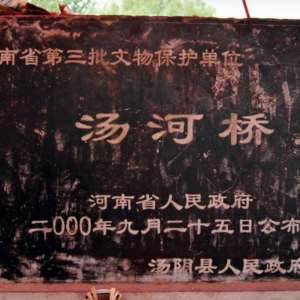 南省第三批文物保护单位
汤河桥
河南省人民政府
二000年九月二十五日公布
汤阴县人民政府